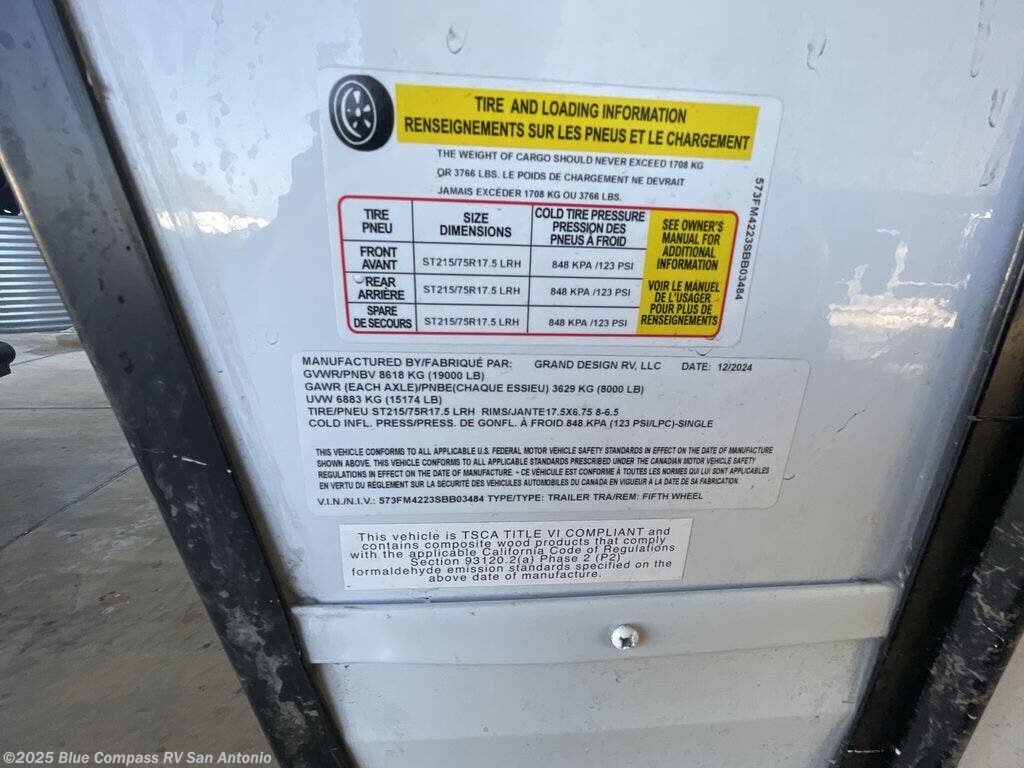 TIRE AND LOADING INFORMATION
RENSEIGNEMENTS SUR LES PNEUS ET LE CHARGEMENT
THE WEIGHT OF CARGO SHOULD NEVER EXCEED 1708 KG
OR 3766 LBS. LE POIDS DE CHARGEMENT NE DEVRAIT
JAMAIS EXCÉDER 1708 KG OU 3766 LBS.
TIRE
PNEU
SIZE
DIMENSIONS
COLD TIRE PRESSURE
PRESSION DES
PNEUS À FROID
FRONT
AVANT
ST215/75R17.5 LRH
848 KPA /123 PSI
REAR
ARRIÈRE
ST215/75R17.5 LRH
848 KPA /123 PSI
SPARE
DE SECOURS
ST215/75R17.5 LRH
848 KPA /123 PSI
SEE OWNER'S
MANUAL FOR
ADDITIONAL
INFORMATION
VOIR LE MANUEL
DE L'USAGER
POUR PLUS DE
RENSEIGNEMENTS
573FM4223SBB03484
MANUFACTURED BY/FABRIQUÉ PAR: GRAND DESIGN RV, LLC DATE: 12/2024
GVWR/PNBV 8618 KG (19000 LB)
GAWR (EACH AXLE)/PNBE(CHAQUE ESSIEU) 3629 KG (8000 LB)
UVW 6883 KG (15174 LB)
TIRE/PNEU ST215/75R17.5 LRH RIMS/JANTE17.5X6.75 8-6.5
COLD INFL. PRESS/PRESS. DE GONFL. À FROID 848 KPA (123 PSI/LPC)-SINGLE
THIS VEHICLE CONFORMS TO ALL APPLICABLE U.S. FEDERAL MOTOR VEHICLE SAFETY STANDARDS IN EFFECT ON THE DATE OF MANUFACTURE
SHOWN ABOVE. THIS VEHICLE CONFORMS TO ALL APPLICABLE STANDARDS PRESCRIBED UNDER THE CANADIAN MOTOR VEHICLE SAFETY
REGULATIONS IN EFFECT ON THE DATE OF MANUFACTURE. - CE VÉHICULE EST CONFORME À TOUTES LES NORMES QUI LUI SONT APPLICABLES
EN VERTU DU RÈGLEMENT SUR LA SÉCURITÉ DES VÉHICULES AUTOMOBILES DU CANADA EN VIGUEUR À LA DATE DE SA FABRICATION.
V.I.N./N.I.V.: 573FM4223SBB03484 TYPE/TYPE: TRAILER TRA/REM: FIFTH WHEEL
This vehicle is TSCA TITLE VI COMPLIANT and
contains composite wood products that comply
with the applicable California Code of Regulations
Section 93120.2(a) Phase 2 (P2)
formaldehyde emission standards specified on the
above date of manufacture.
©2025 Blue Compass RV San Antonio